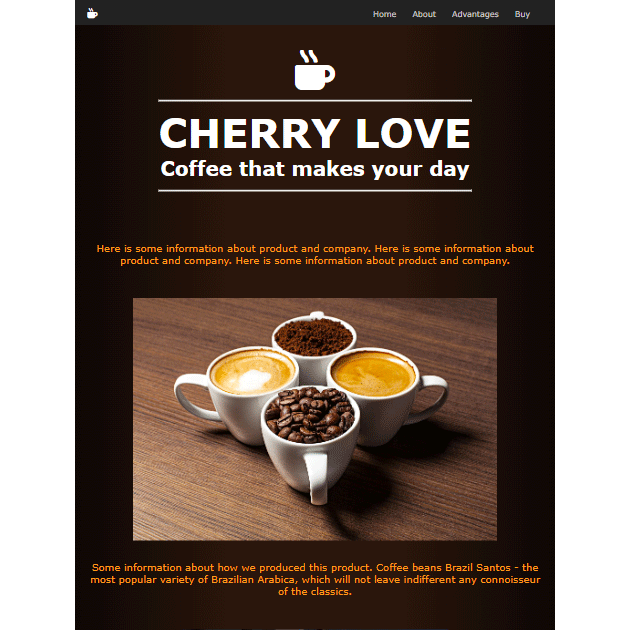 Home About Advantages Buy
CHERRY LOVE
Coffee that makes your day
Here is some information about product and company. Here is some information about
product and company. Here is some information about product and company.
Some information about how we produced this product. Coffee beans Brazil Santos - the
most popular variety of Brazilian Arabica, which will not leave indifferent any connoisseur
of the classics.